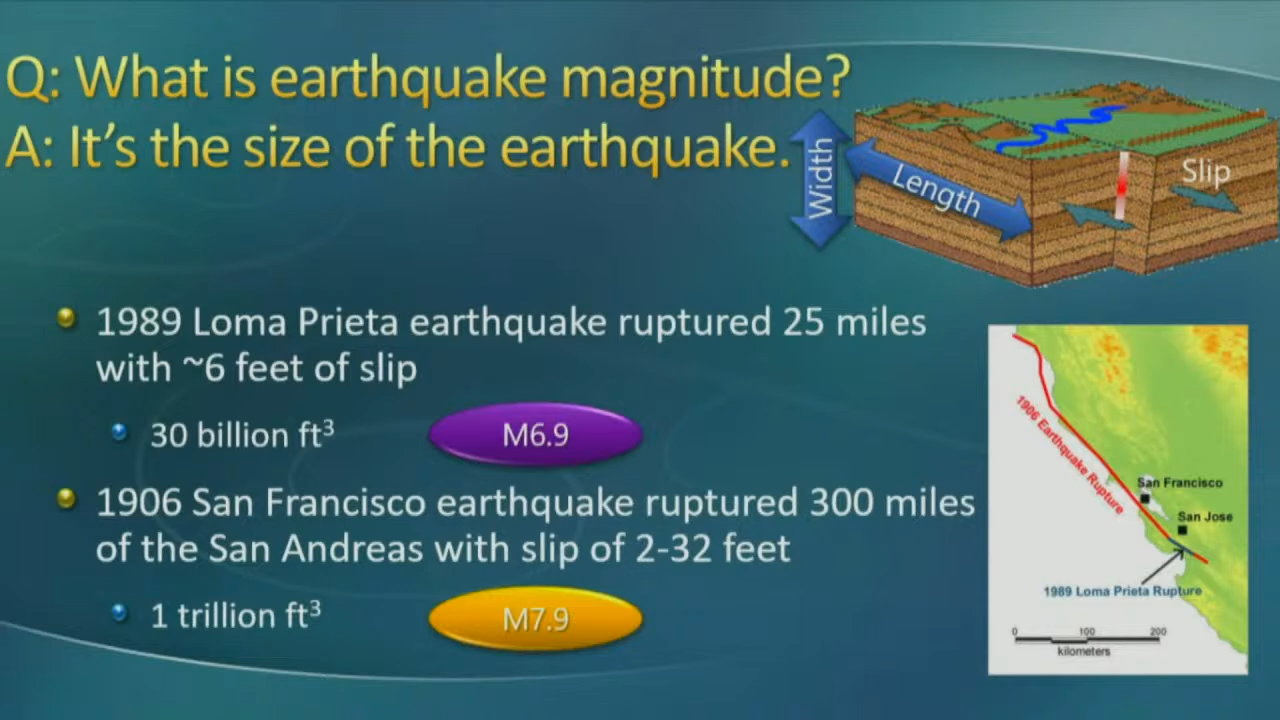 Q: What is earthquake magnitude?
A: It's the size of the earthquake.
Width
Length
Slip
1989 Loma Prieta earthquake ruptured 25 miles
with ~6 feet of slip
30 billion ft³
M6.9
1906 San Francisco earthquake ruptured 300 miles
of the San Andreas with slip of 2-32 feet
1 trillion ft³
M7.9
1906 Earthquake Rupture
San Francisco
San Jose
1989 Loma Prieta Rupture
0 100 200
kilometers